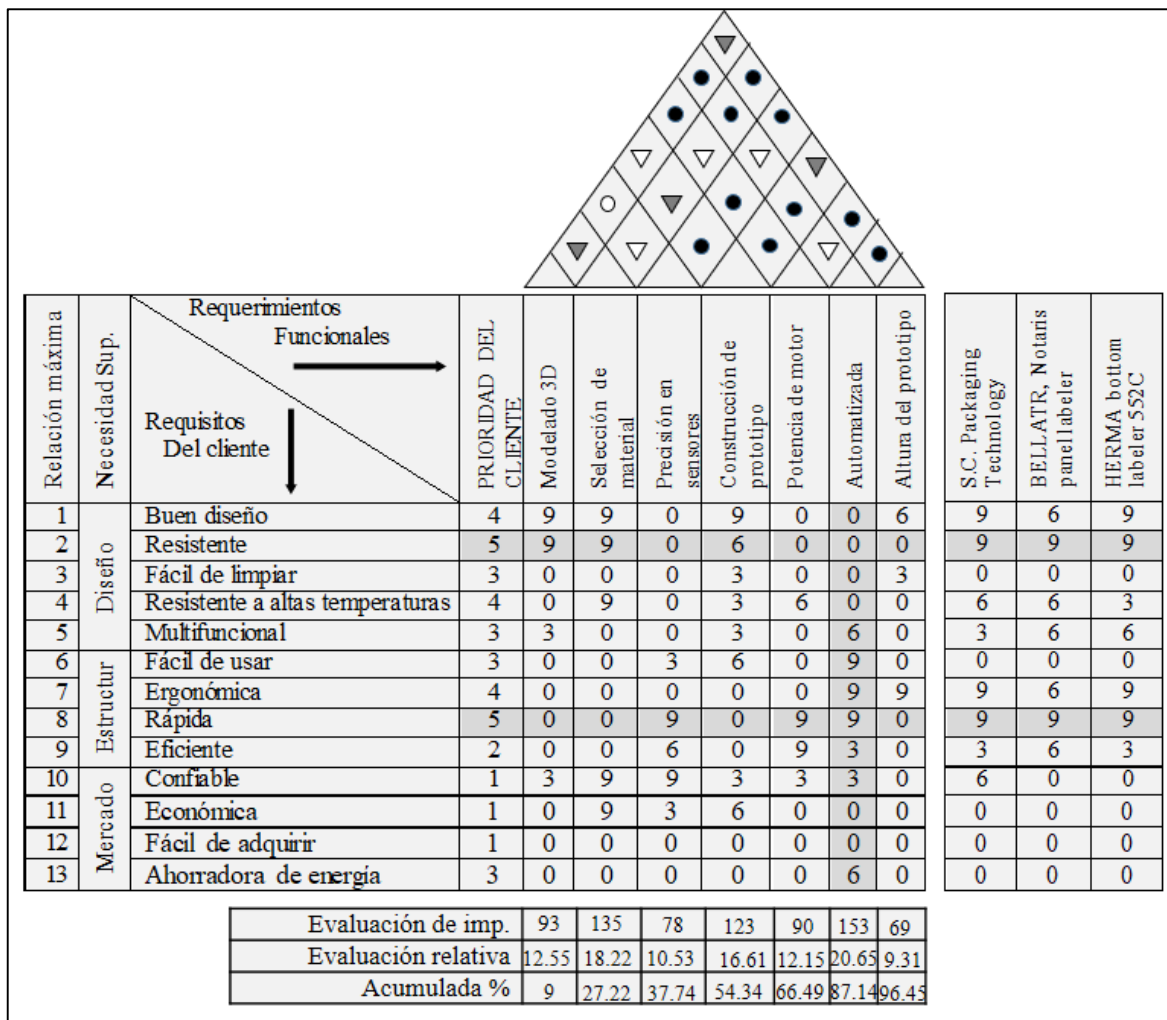 Requerimientos
Funcionales
Requisitos
Del cliente
Relación máxima
Necesidad Sup.
PRIORIDAD DEL
CLIENTE
Modelado 3D
Selección de
material
Precisión en
sensores
Construcción de
prototipo
Potencia de motor
Automatizada
Altura del prototipo
S.C. Packaging
Technology
BELLATR, Notaris
panel labeler
HERMA bottom
labeler 552C
Diseño
1 Buen diseño 4 9 9 0 9 0 0 6 9 6 9
2 Resistente 5 9 9 0 6 0 0 0 9 9 9
3 Fácil de limpiar 3 0 0 0 3 0 0 3 0 0 0
4 Resistente a altas temperaturas 4 0 9 0 3 6 0 0 6 6 3
5 Multifuncional 3 3 0 0 3 0 6 0 3 6 6
Estructur
6 Fácil de usar 3 0 0 3 6 0 9 0 0 0 0
7 Ergonómica 4 0 0 0 0 0 9 9 9 6 9
8 Rápida 5 0 0 9 0 9 9 0 9 9 9
9 Eficiente 2 0 0 6 0 9 3 0 3 6 3
Mercado
10 Confiable 1 3 9 9 3 3 3 0 6 0 0
11 Económica 1 0 9 3 6 0 0 0 0 0 0
12 Fácil de adquirir 1 0 0 0 0 0 0 0 0 0 0
13 Ahorradora de energía 3 0 0 0 0 0 6 0 0 0 0
Evaluación de imp. 93 135 78 123 90 153 69
Evaluación relativa 12.55 18.22 10.53 16.61 12.15 20.65 9.31
Acumulada % 9 27.22 37.74 54.34 66.49 87.14 96.45